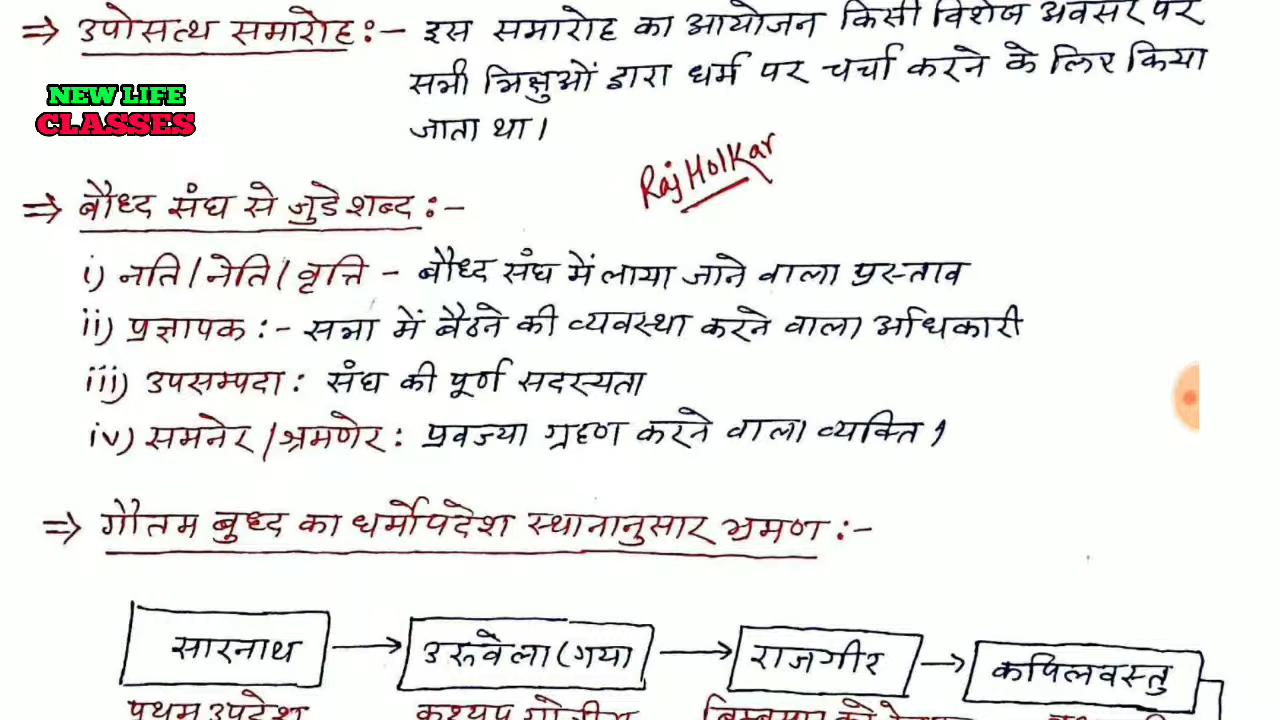 ⇒ उपोसत्थ समारोह :- इस समारोह का आयोजन किसी विशेष अवसर पर
सभी भिक्षुओं द्वारा धर्म पर चर्चा करने के लिए किया
जाता था।
NEW LIFE
CLASSES
Raj Holkar
⇒ बौध्द संघ से जुडे शब्द :-
i) नति / नेति / वृत्ति - बौध्द संघ में लाया जाने वाला प्रस्ताव
ii) प्रज्ञापक :- सभा में बैठने की व्यवस्था करने वाला अधिकारी
iii) उपसम्पदा : संघ की पूर्ण सदस्यता
iv) समनेर / श्रमणेर : प्रवज्या ग्रहण करने वाला व्यक्ति।
⇒ गौतम बुध्द का धर्मोपदेश स्थानानुसार भ्रमण :-
सारनाथ → उरुवेला (गया → राजगीर → कपिलवस्तु
प्रथम उपदेश